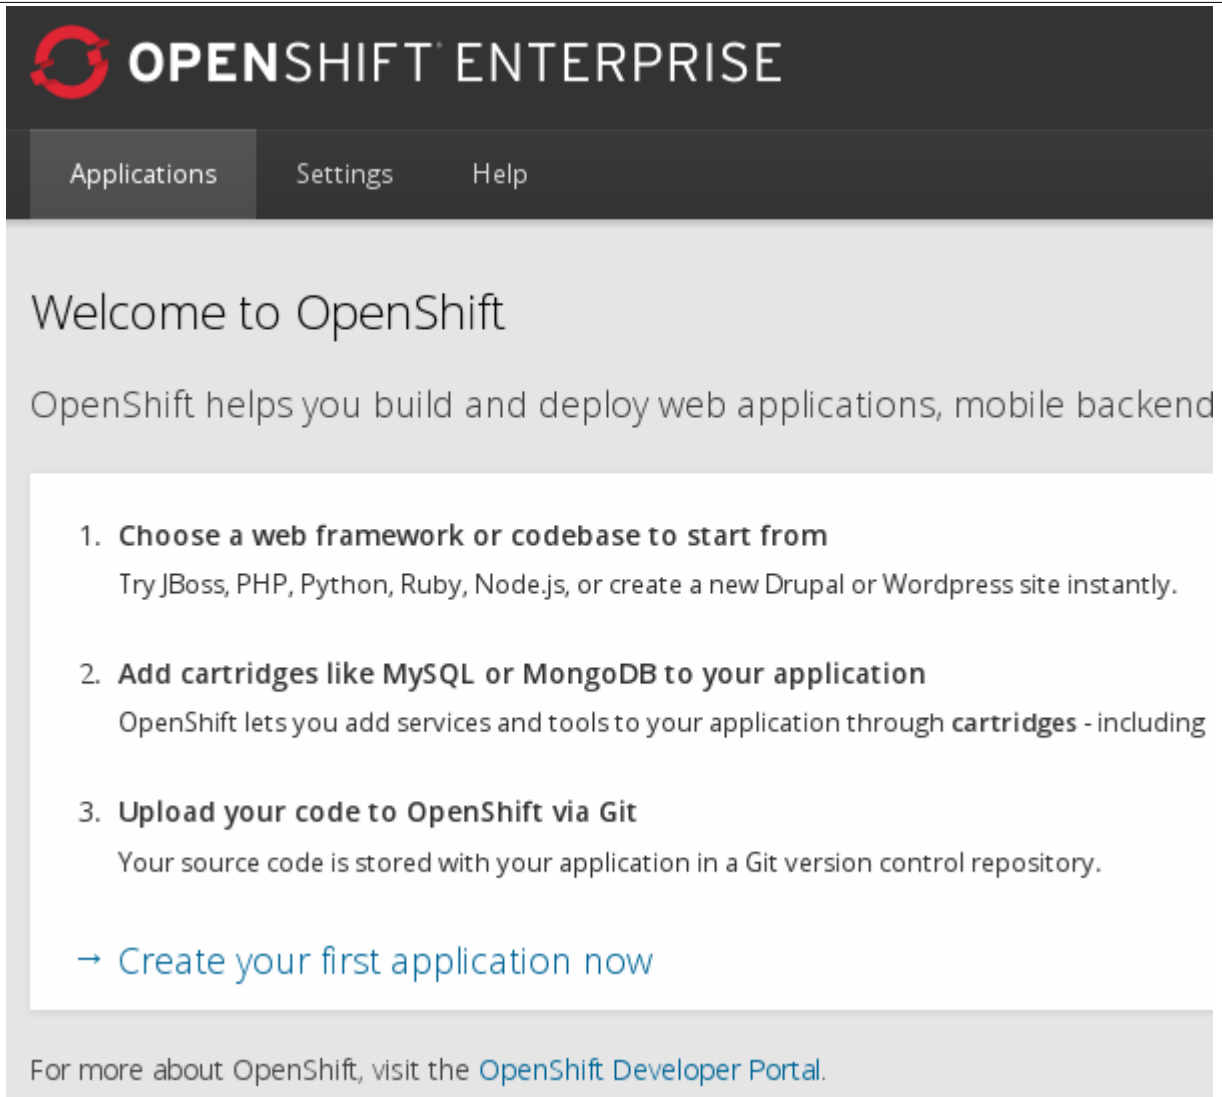 OPENSHIFT ENTERPRISE
Applications Settings Help
Welcome to OpenShift
OpenShift helps you build and deploy web applications, mobile backend
1. Choose a web framework or codebase to start from
Try JBoss, PHP, Python, Ruby, Node.js, or create a new Drupal or Wordpress site instantly.
2. Add cartridges like MySQL or MongoDB to your application
OpenShift lets you add services and tools to your application through cartridges - including
3. Upload your code to OpenShift via Git
Your source code is stored with your application in a Git version control repository.
→ Create your first application now
For more about OpenShift, visit the OpenShift Developer Portal.